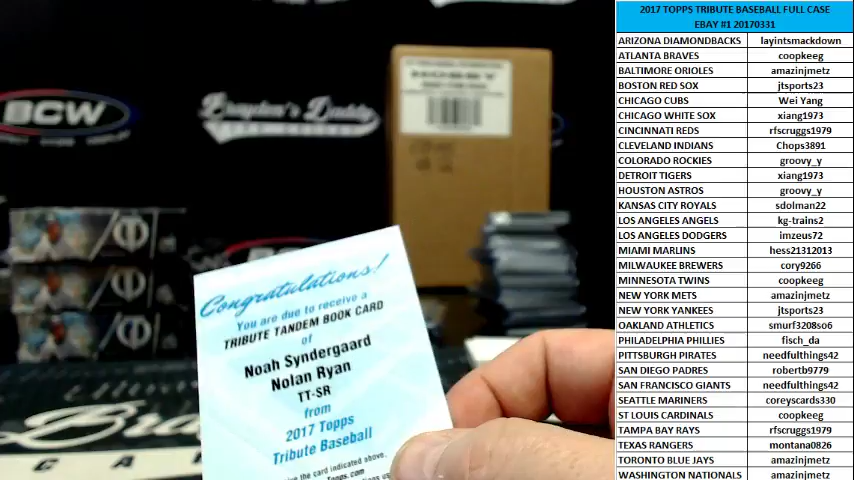 2017 TOPPS TRIBUTE BASEBALL FULL CASE
EBAY #1 20170331
ARIZONA DIAMONDBACKS layintsmackdown
ATLANTA BRAVES coopkeeg
BALTIMORE ORIOLES amazinjmetz
BOSTON RED SOX jtsports23
CHICAGO CUBS Wei Yang
CHICAGO WHITE SOX xiang1973
CINCINNATI REDS rfscruggs1979
CLEVELAND INDIANS Chops3891
COLORADO ROCKIES groovy_y
DETROIT TIGERS xiang1973
HOUSTON ASTROS groovy_y
KANSAS CITY ROYALS sdolman22
LOS ANGELES ANGELS kg-trains2
LOS ANGELES DODGERS imzeus72
MIAMI MARLINS hess21312013
MILWAUKEE BREWERS cory9266
MINNESOTA TWINS coopkeeg
NEW YORK METS amazinjmetz
NEW YORK YANKEES jtsports23
OAKLAND ATHLETICS smurf3208so6
PHILADELPHIA PHILLIES fisch_da
PITTSBURGH PIRATES needfulthings42
SAN DIEGO PADRES robertb9779
SAN FRANCISCO GIANTS needfulthings42
SEATTLE MARINERS coreyscards330
ST LOUIS CARDINALS coopkeeg
TAMPA BAY RAYS rfscruggs1979
TEXAS RANGERS montana0826
TORONTO BLUE JAYS amazinjmetz
WASHINGTON NATIONALS amazinjmetz
BCW
Brayden's Daddy
HOBBY
Congratulations!
You are due to receive a
TRIBUTE TANDEM BOOK CARD
of
Noah Syndergaard
Nolan Ryan
TT-SR
from
2017 Topps
Tribute Baseball
the card indicated above.